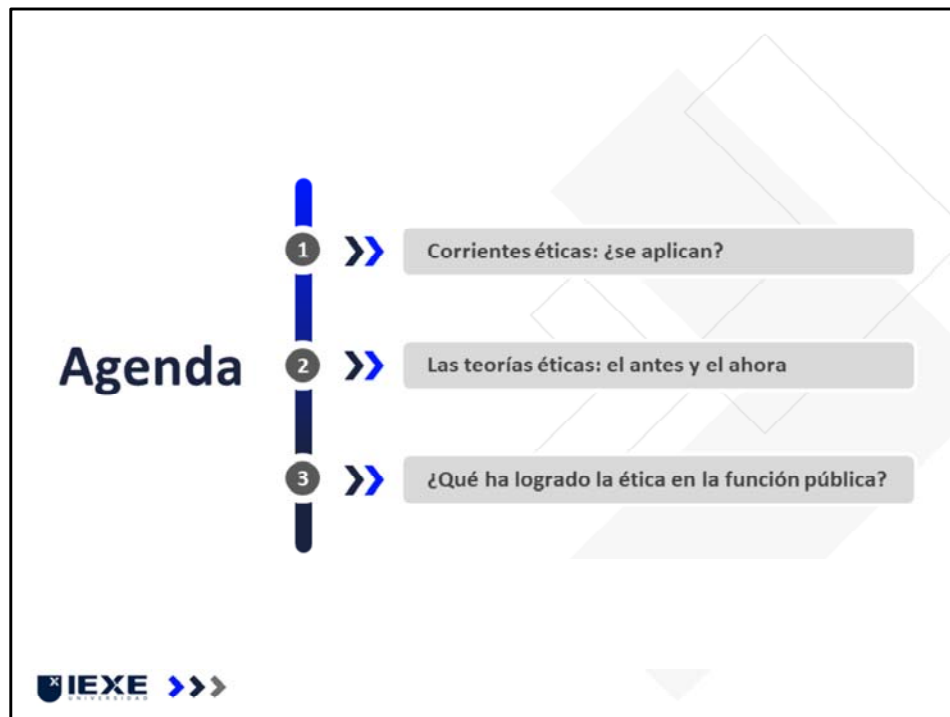 Agenda
1
Corrientes éticas: ¿se aplican?
2
Las teorías éticas: el antes y el ahora
3
¿Qué ha logrado la ética en la función pública?
IEXE
UNIVERSIDAD